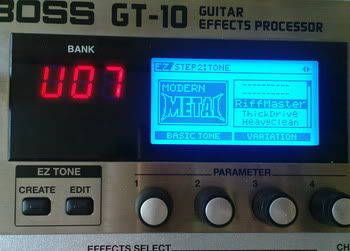 BOSS GT-10 GUITAR
EFFECTS PROCESSOR
BANK
U07
EZ STEP2:TONE
MODERN
METAL
----------
----------
RiffMaster
ThickDrive
HeavyClean
BASIC TONE VARIATION
EZ TONE
CREATE EDIT
PARAMETER
1 2 3 4
EFFECTS SELECT CH